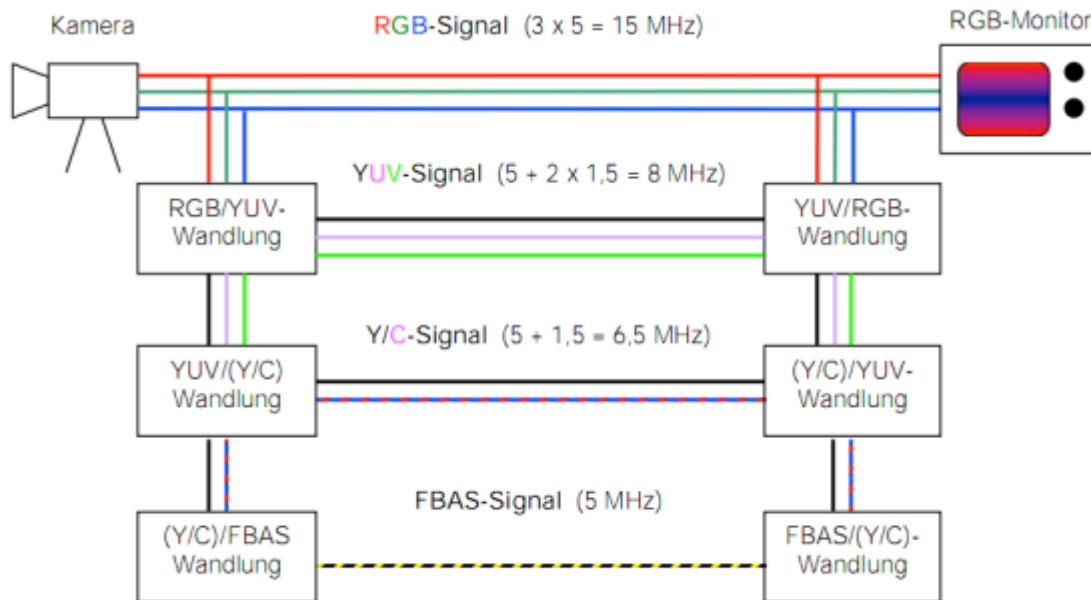 Kamera
RGB-Signal (3 x 5 = 15 MHz)
RGB-Monitor
YUV-Signal (5 + 2 x 1,5 = 8 MHz)
RGB/YUV-
Wandlung
YUV/RGB-
Wandlung
Y/C-Signal (5 + 1,5 = 6,5 MHz)
YUV/(Y/C)
Wandlung
(Y/C)/YUV-
Wandlung
FBAS-Signal (5 MHz)
(Y/C)/FBAS
Wandlung
FBAS/(Y/C)-
Wandlung